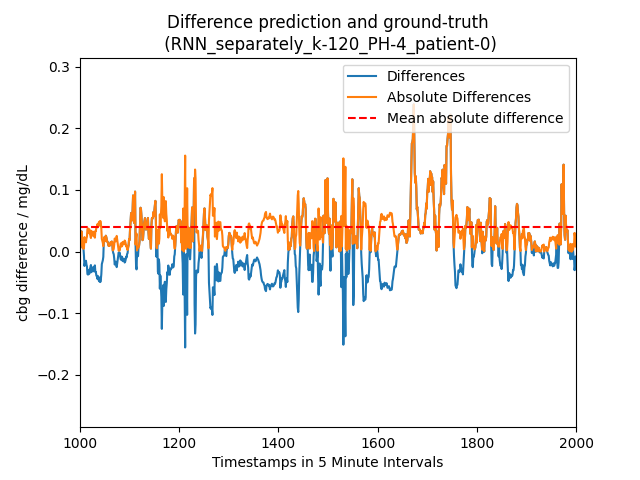 Difference prediction and ground-truth
(RNN_separately_k-120_PH-4_patient-0)
Differences
Absolute Differences
Mean absolute difference
cbg difference / mg/dL
0.3
0.2
0.1
0.0
−0.1
−0.2
1000 1200 1400 1600 1800 2000
Timestamps in 5 Minute Intervals